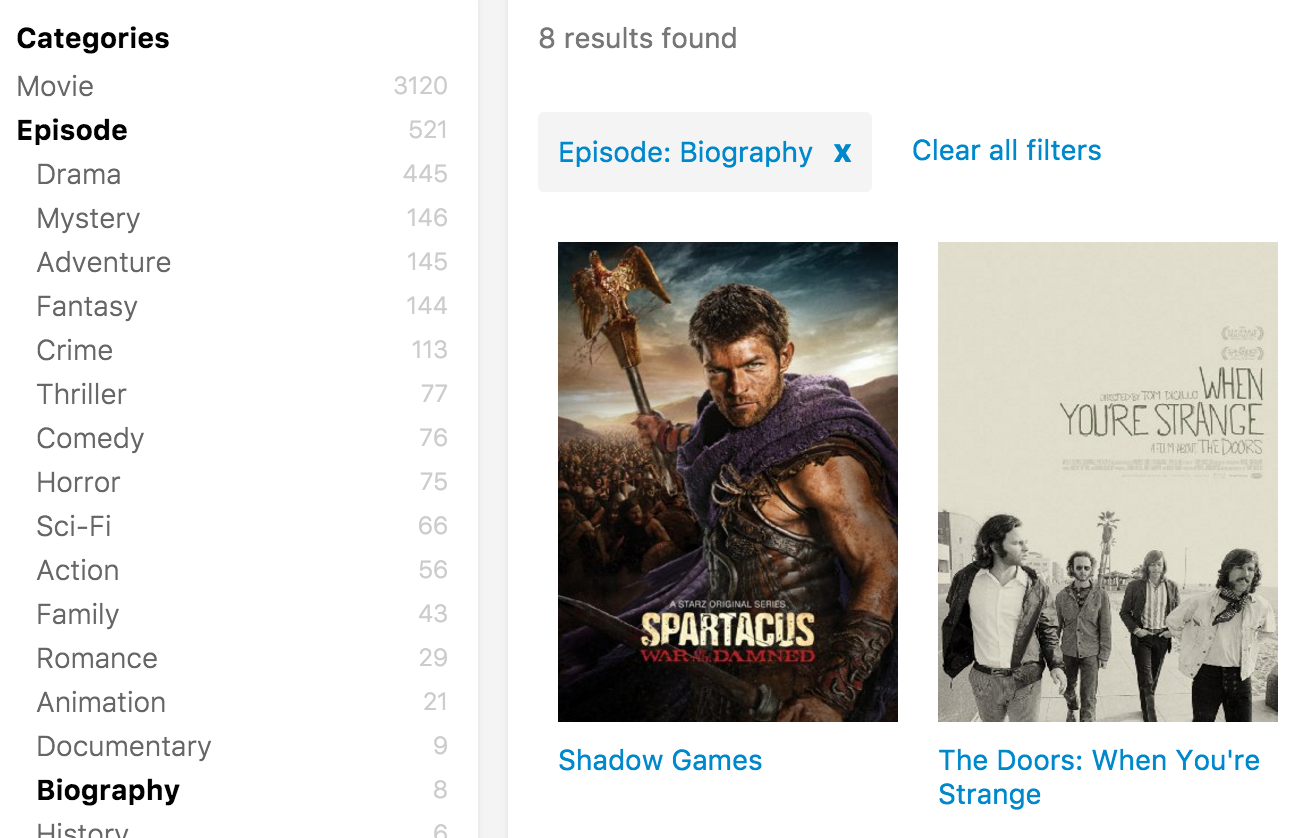 Categories
Movie 3120
Episode 521
Drama 445
Mystery 146
Adventure 145
Fantasy 144
Crime 113
Thriller 77
Comedy 76
Horror 75
Sci-Fi 66
Action 56
Family 43
Romance 29
Animation 21
Documentary 9
Biography 8
History 6
8 results found
Episode: Biography x
Clear all filters
A STARZ ORIGINAL SERIES
SPARTACUS
WAR OF THE DAMNED
Shadow Games
DIRECTED BY TOM DICILLO WHEN
YOU'RE STRANGE
A FILM ABOUT THE DOORS
The Doors: When You're
Strange